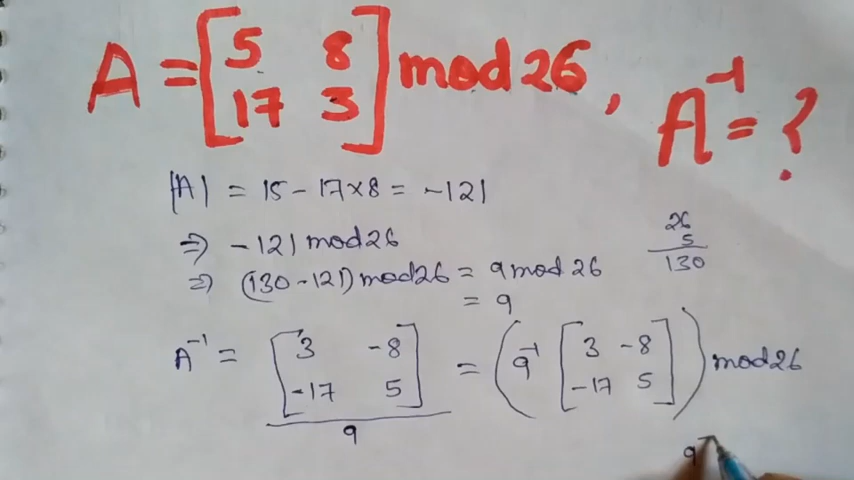 A = [5 8
17 3] mod 26, A⁻¹ = ?
|A| = 15 - 17×8 = -121
⇒ -121 mod 26
26
5
130
⇒ (130 - 121) mod 26 = 9 mod 26
= 9
A⁻¹ = [3 -8
-17 5]
9
= (9⁻¹ [3 -8
-17 5]) mod 26
9